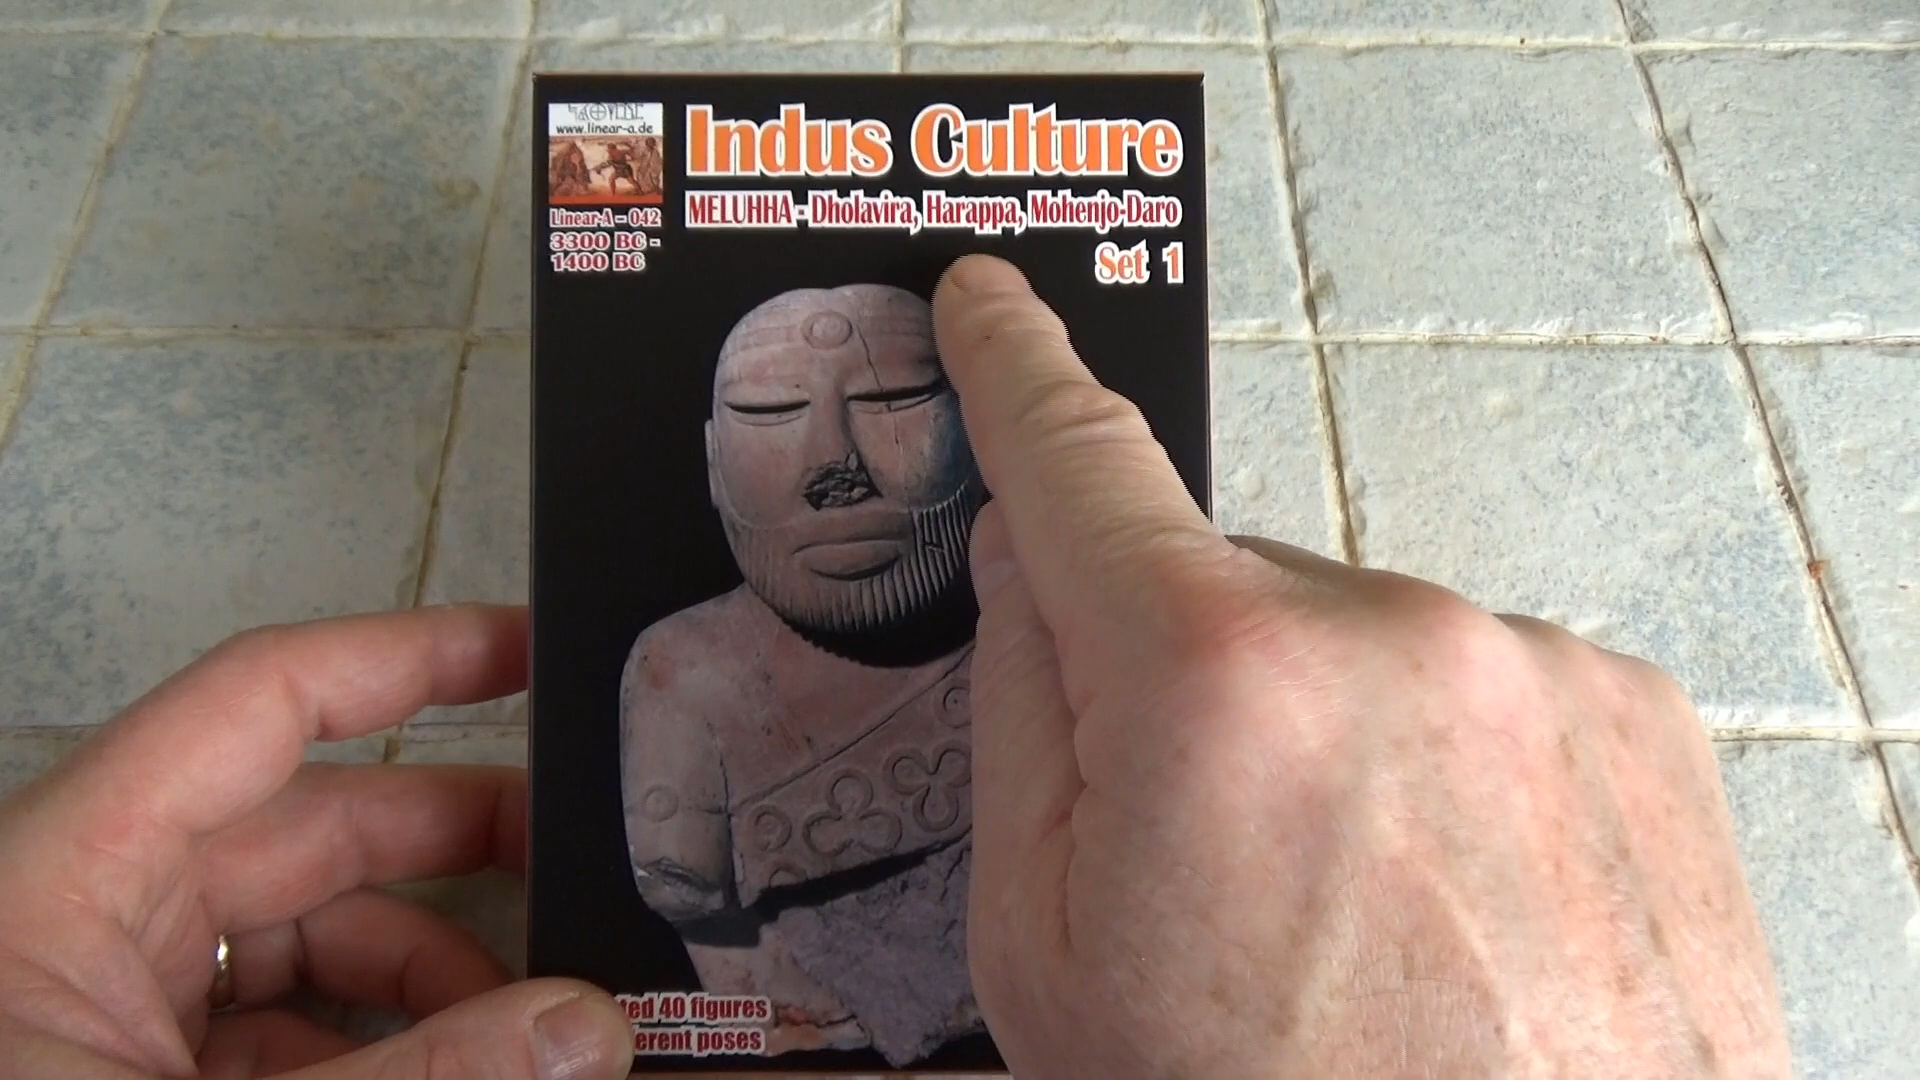 www.linear-a.de
Indus Culture
MELUHHA - Dholavira, Harappa, Mohenjo-Daro
Linear-A - 042
3300 BC -
1400 BC
Set 1
40 figures
poses